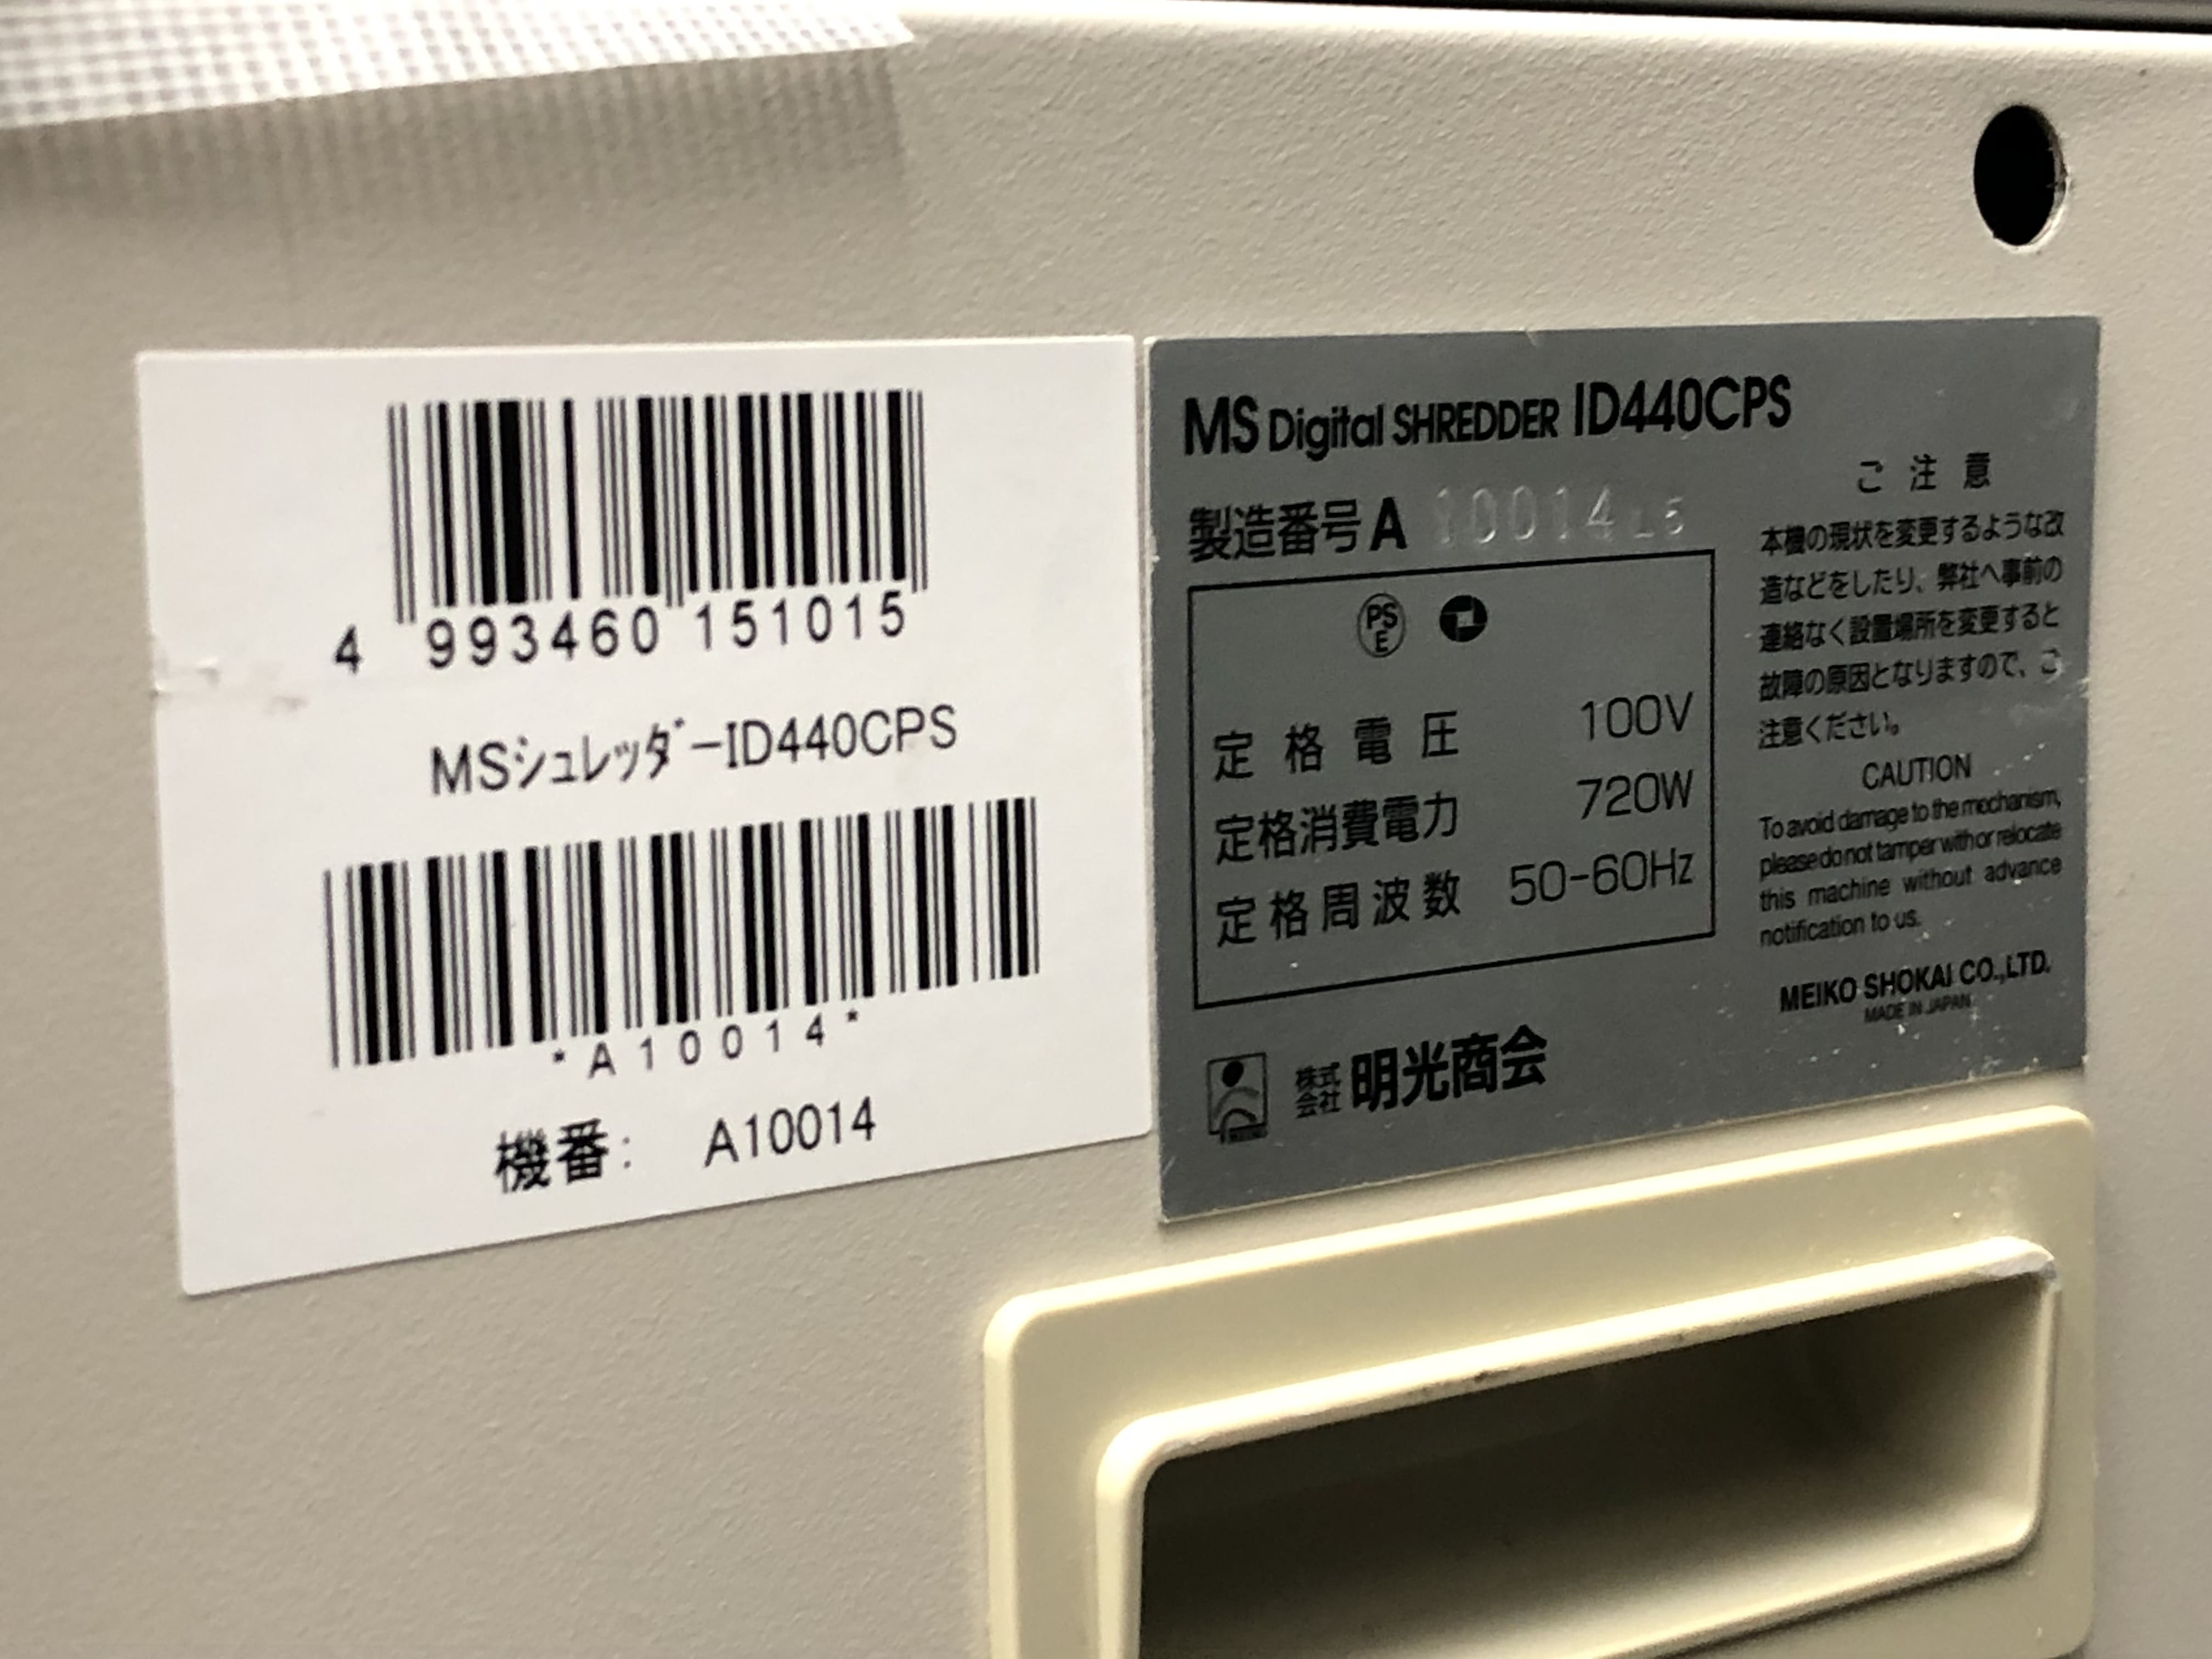 4 993460 151015
MSシュレッダーID440CPS
*A10014*
機番: A10014
MS Digital SHREDDER ID440CPS
製造番号 A 10014 L5
PS
E
定格電圧 100V
定格消費電力 720W
定格周波数 50-60Hz
株式会社 明光商会
ご注意
本機の現状を変更するような改
造などをしたり、弊社へ事前の
連絡なく設置場所を変更すると
故障の原因となりますので、ご
注意ください。
CAUTION
To avoid damage to the mechanism,
please do not tamper with or relocate
this machine without advance
notification to us.
MEIKO SHOKAI CO.,LTD.
MADE IN JAPAN